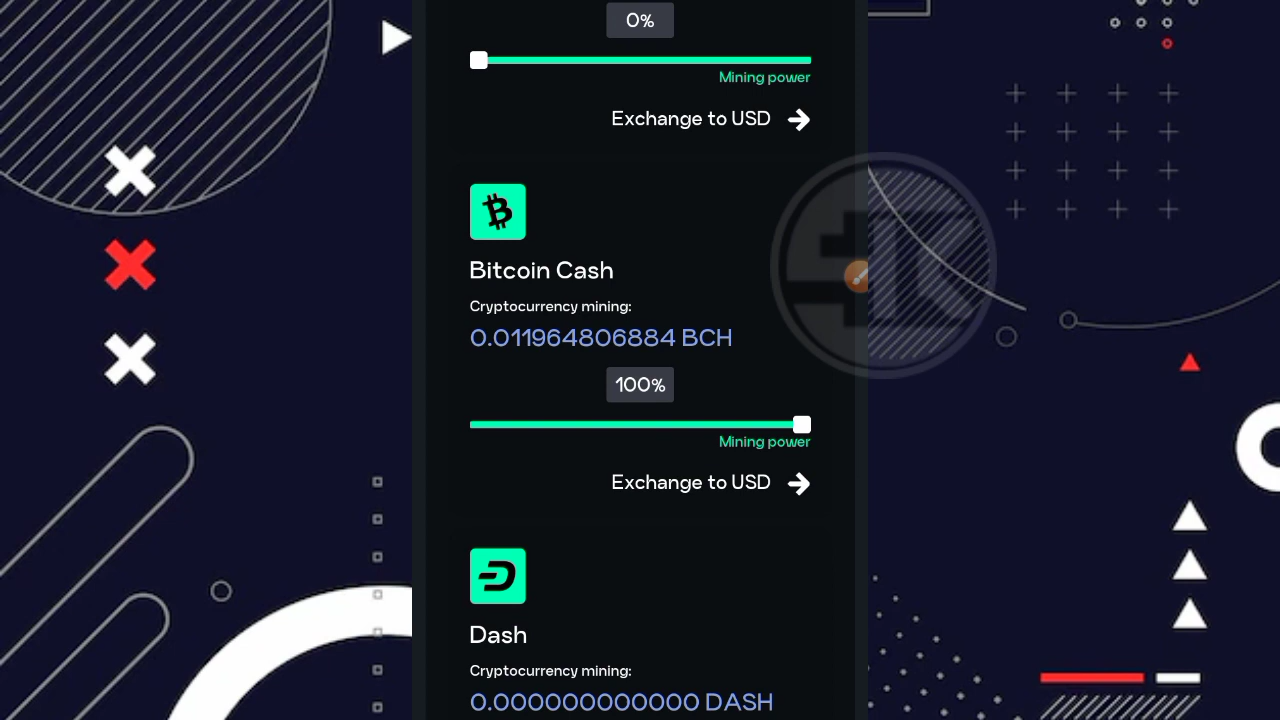 0%
Mining power
Exchange to USD
Bitcoin Cash
Cryptocurrency mining:
0.011964806884 BCH
100%
Mining power
Exchange to USD
Dash
Cryptocurrency mining:
0.000000000000 DASH